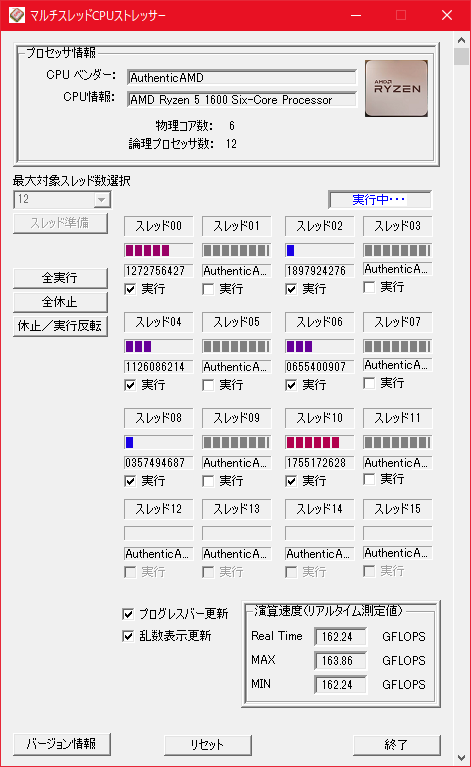 マルチスレッドCPUストレッサー
プロセッサ情報
CPU ベンダー: AuthenticAMD
CPU情報: AMD Ryzen 5 1600 Six-Core Processor
物理コア数: 6
論理プロセッサ数: 12
AMD
RYZEN
最大対象スレッド数選択
12
実行中・・・
スレッド準備
全実行
全休止
休止／実行反転
スレッド00 スレッド01 スレッド02 スレッド03
1272756427 AuthenticA... 1897924276 AuthenticA...
実行 実行 実行 実行
スレッド04 スレッド05 スレッド06 スレッド07
1126086214 AuthenticA... 0655400907 AuthenticA...
実行 実行 実行 実行
スレッド08 スレッド09 スレッド10 スレッド11
0357494687 AuthenticA... 1755172628 AuthenticA...
実行 実行 実行 実行
スレッド12 スレッド13 スレッド14 スレッド15
AuthenticA... AuthenticA... AuthenticA... AuthenticA...
実行 実行 実行 実行
プログレスバー更新
乱数表示更新
演算速度(リアルタイム測定値)
Real Time 162.24 GFLOPS
MAX 163.86 GFLOPS
MIN 162.24 GFLOPS
バージョン情報 リセット 終了